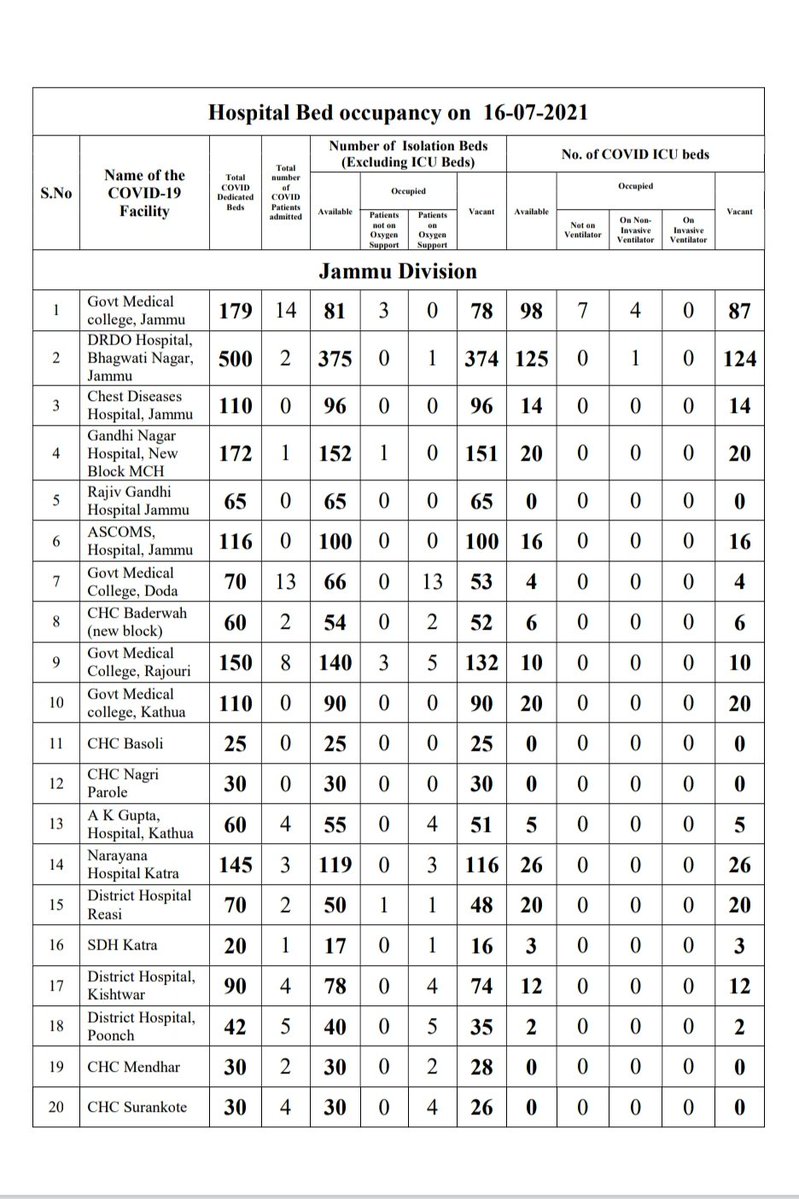 Hospital Bed occupancy on 16-07-2021
S.No
Name of the
COVID-19
Facility
Total
COVID
Dedicated
Beds
Total
number
of
COVID
Patients
admitted
Number of Isolation Beds
(Excluding ICU Beds)
No. of COVID ICU beds
Available
Occupied
Patients
not on
Oxygen
Support
Patients
on
Oxygen
Support
Vacant
Available
Occupied
Not on
Ventilator
On Non-
Invasive
Ventilator
On
Invasive
Ventilator
Vacant
Jammu Division
1 Govt Medical
college, Jammu 179 14 81 3 0 78 98 7 4 0 87
2 DRDO Hospital,
Bhagwati Nagar,
Jammu 500 2 375 0 1 374 125 0 1 0 124
3 Chest Diseases
Hospital, Jammu 110 0 96 0 0 96 14 0 0 0 14
4 Gandhi Nagar
Hospital, New
Block MCH 172 1 152 1 0 151 20 0 0 0 20
5 Rajiv Gandhi
Hospital Jammu 65 0 65 0 0 65 0 0 0 0 0
6 ASCOMS,
Hospital, Jammu 116 0 100 0 0 100 16 0 0 0 16
7 Govt Medical
College, Doda 70 13 66 0 13 53 4 0 0 0 4
8 CHC Baderwah
(new block) 60 2 54 0 2 52 6 0 0 0 6
9 Govt Medical
College, Rajouri 150 8 140 3 5 132 10 0 0 0 10
10 Govt Medical
college, Kathua 110 0 90 0 0 90 20 0 0 0 20
11 CHC Basoli 25 0 25 0 0 25 0 0 0 0 0
12 CHC Nagri
Parole 30 0 30 0 0 30 0 0 0 0 0
13 A K Gupta,
Hospital, Kathua 60 4 55 0 4 51 5 0 0 0 5
14 Narayana
Hospital Katra 145 3 119 0 3 116 26 0 0 0 26
15 District Hospital
Reasi 70 2 50 1 1 48 20 0 0 0 20
16 SDH Katra 20 1 17 0 1 16 3 0 0 0 3
17 District Hospital,
Kishtwar 90 4 78 0 4 74 12 0 0 0 12
18 District Hospital,
Poonch 42 5 40 0 5 35 2 0 0 0 2
19 CHC Mendhar 30 2 30 0 2 28 0 0 0 0 0
20 CHC Surankote 30 4 30 0 4 26 0 0 0 0 0